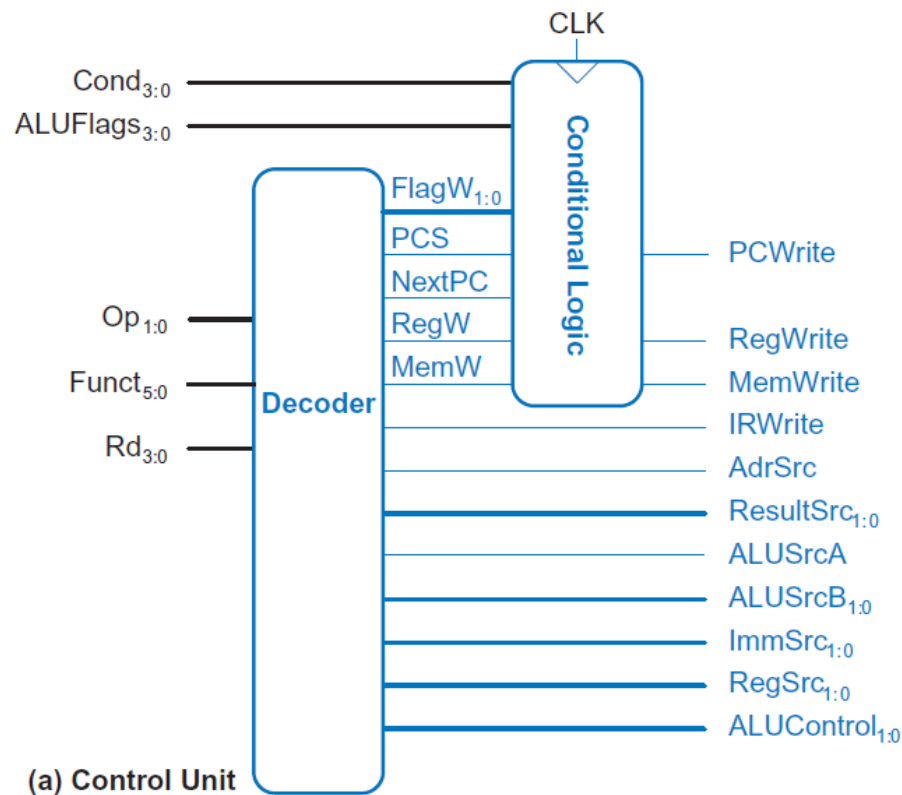 CLK
Cond3:0
ALUFlags3:0
Conditional Logic
FlagW1:0
PCS
NextPC
RegW
MemW
PCWrite
RegWrite
MemWrite
Op1:0
Funct5:0
Rd3:0
Decoder
IRWrite
AdrSrc
ResultSrc1:0
ALUSrcA
ALUSrcB1:0
ImmSrc1:0
RegSrc1:0
ALUControl1:0
(a) Control Unit